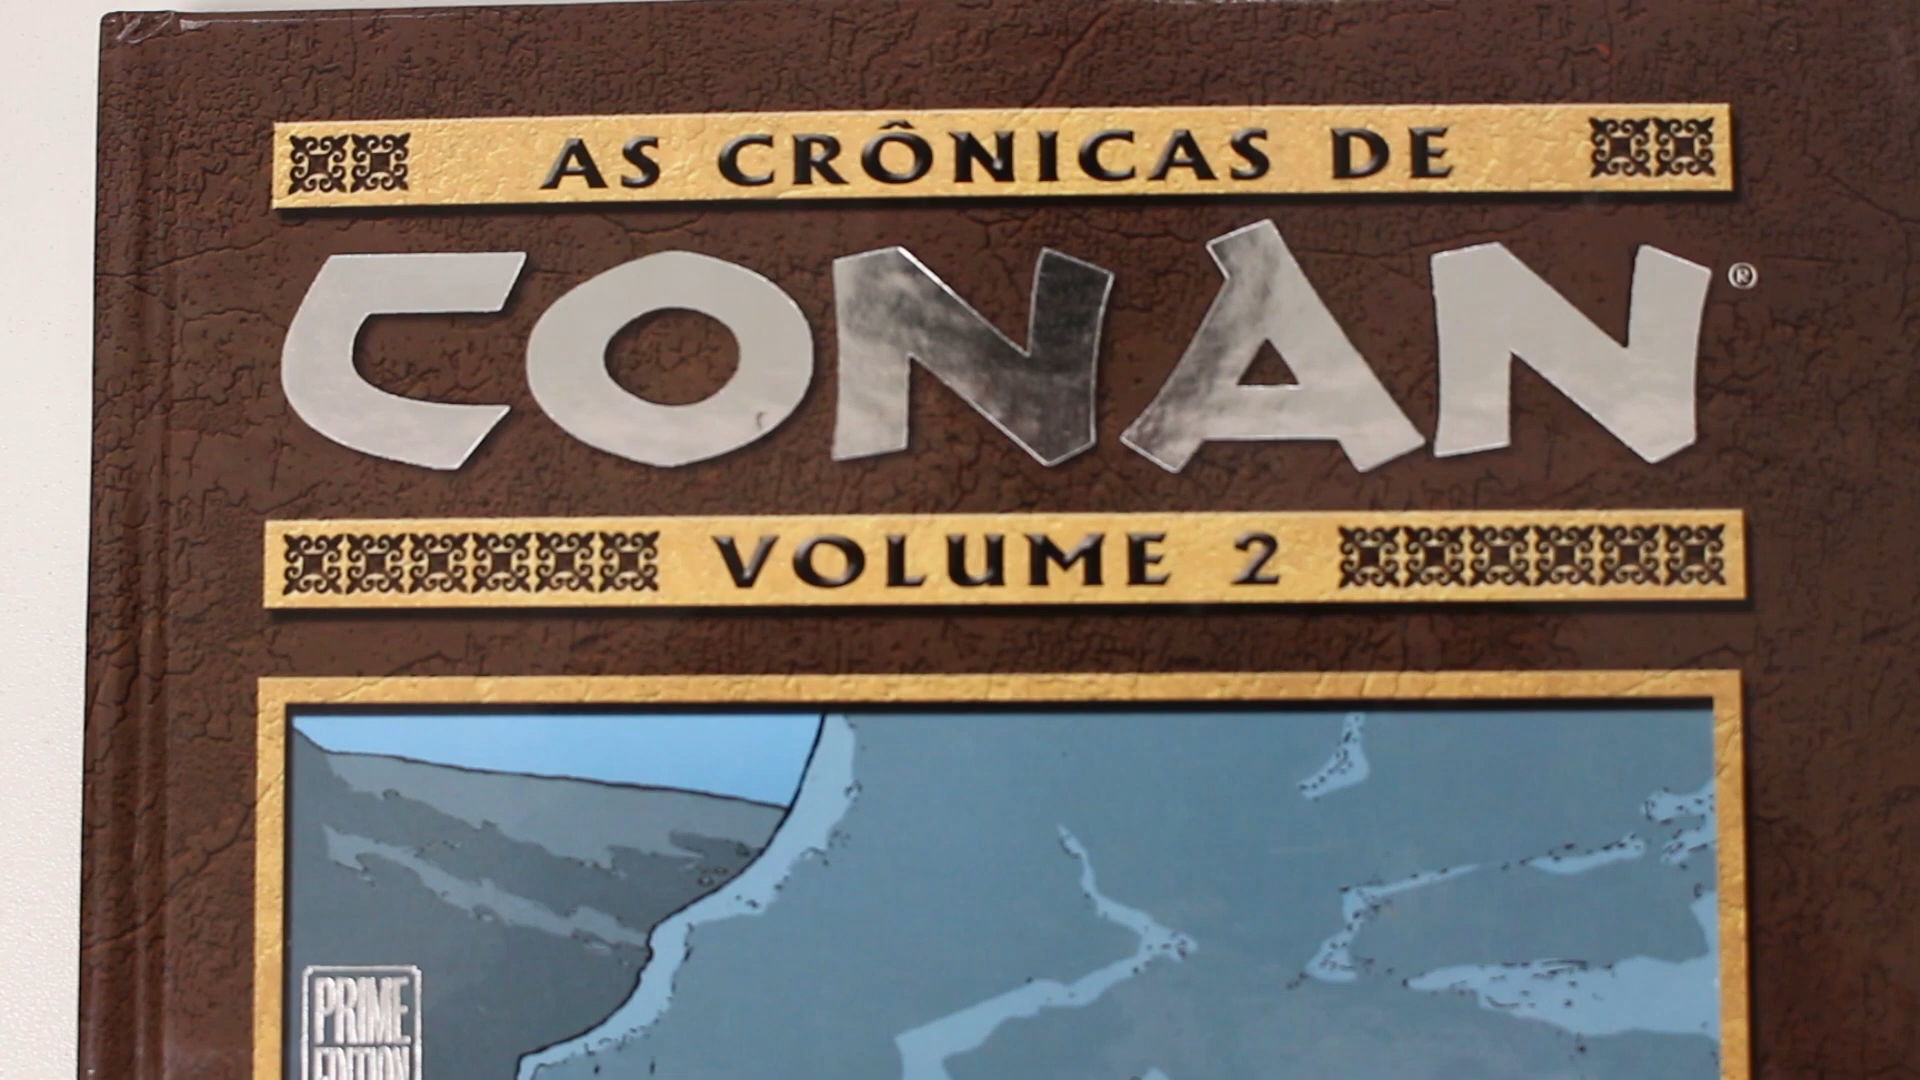 AS CRÔNICAS DE
CONAN®
VOLUME 2
PRIME
EDITION